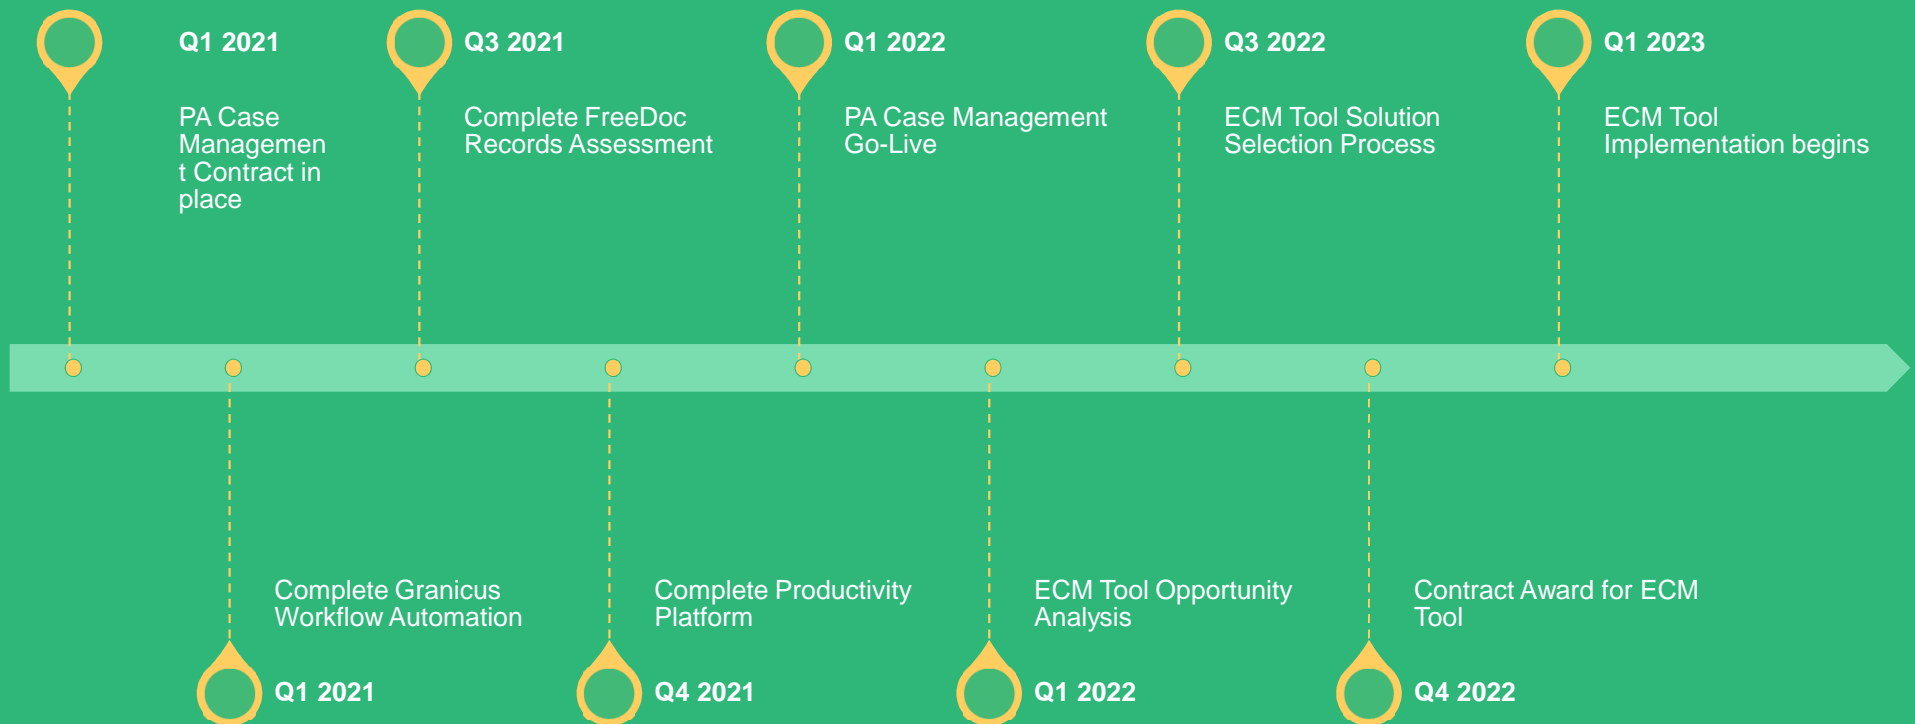 Q1 2021
PA Case
Managemen
t Contract in
place
Q3 2021
Complete FreeDoc
Records Assessment
Q1 2022
PA Case Management
Go-Live
Q3 2022
ECM Tool Solution
Selection Process
Q1 2023
ECM Tool
Implementation begins
Complete Granicus
Workflow Automation
Q1 2021
Complete Productivity
Platform
Q4 2021
ECM Tool Opportunity
Analysis
Q1 2022
Contract Award for ECM
Tool
Q4 2022